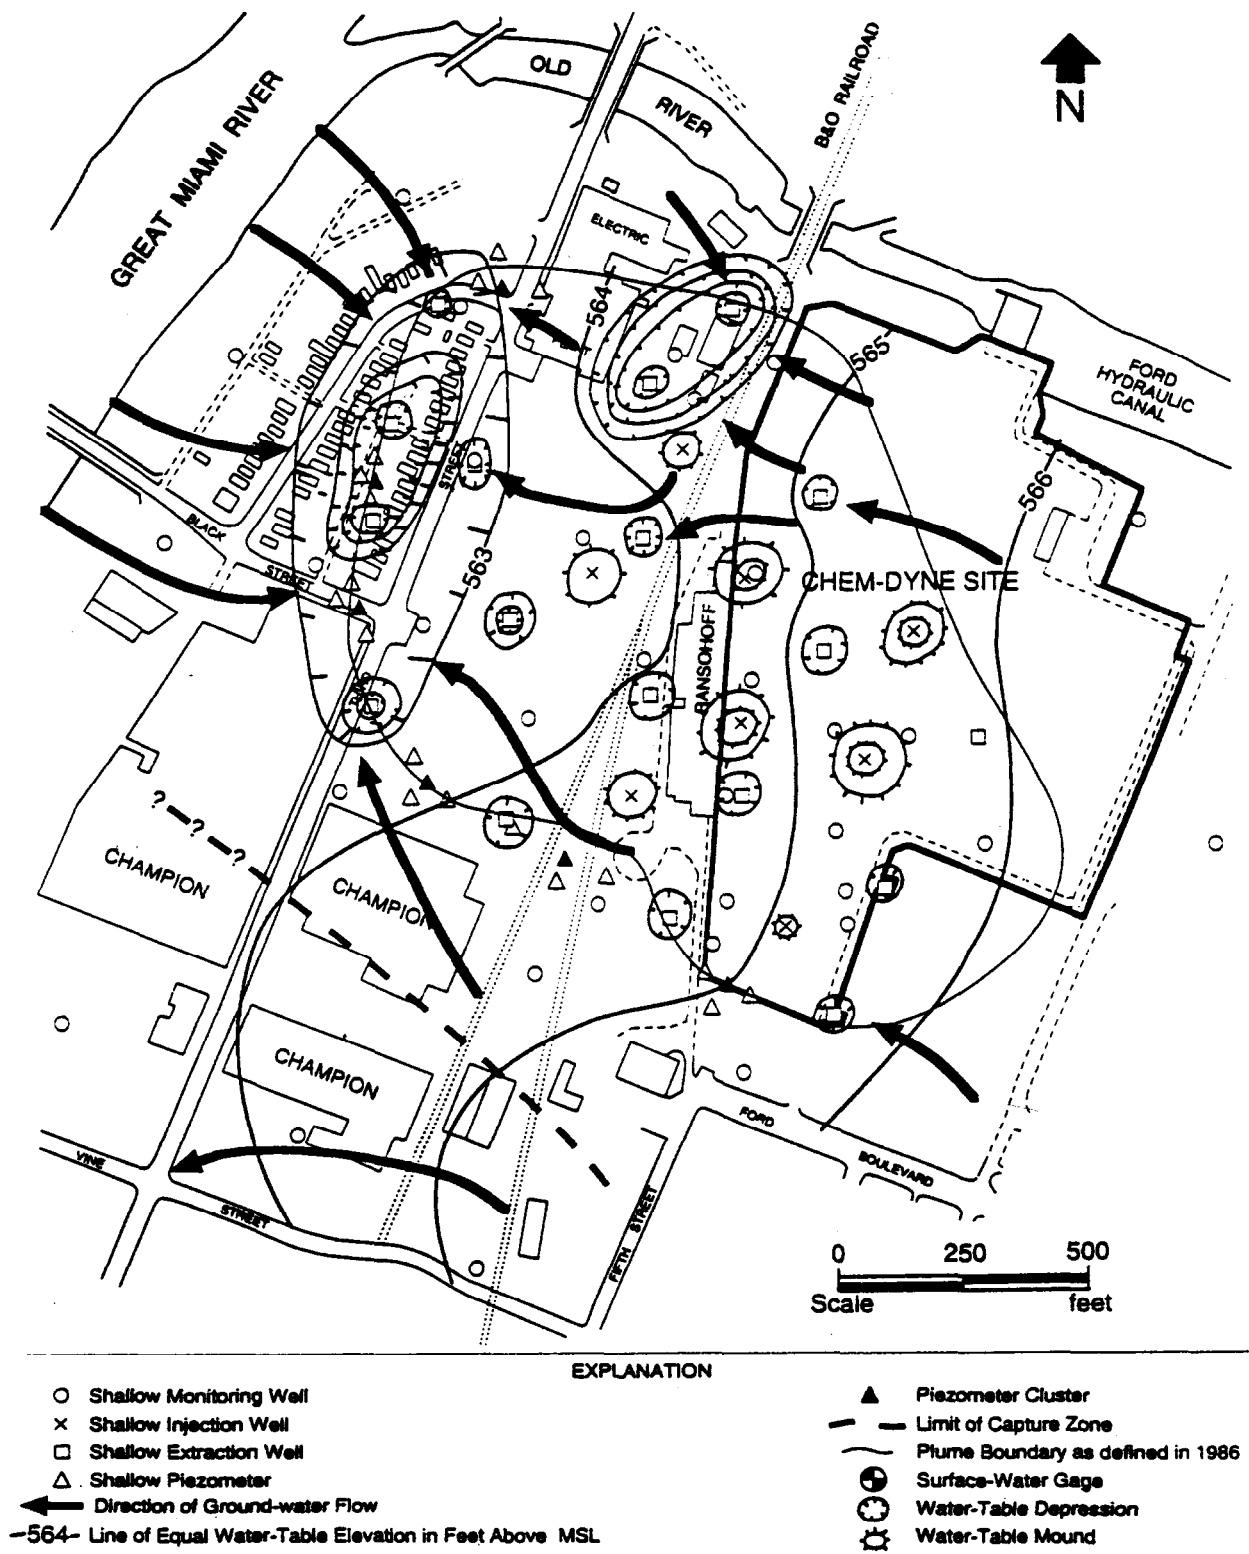 OLD
RIVER
B&O RAILROAD
N
GREAT MIAMI RIVER
ELECTRIC
564
565
FORD
HYDRAULIC
CANAL
566
STREET
BLACK
STREET
563
CHEM-DYNE SITE
RANSOHOFF
?
?
?
CHAMPION
CHAMPION
CHAMPION
VINE
STREET
FORD
BOULEVARD
FIFTH STREET
0 250 500
Scale feet
EXPLANATION
Shallow Monitoring Well
Shallow Injection Well
Shallow Extraction Well
Shallow Piezometer
Direction of Ground-water Flow
-564- Line of Equal Water-Table Elevation in Feet Above MSL
Piezometer Cluster
Limit of Capture Zone
Plume Boundary as defined in 1986
Surface-Water Gage
Water-Table Depression
Water-Table Mound